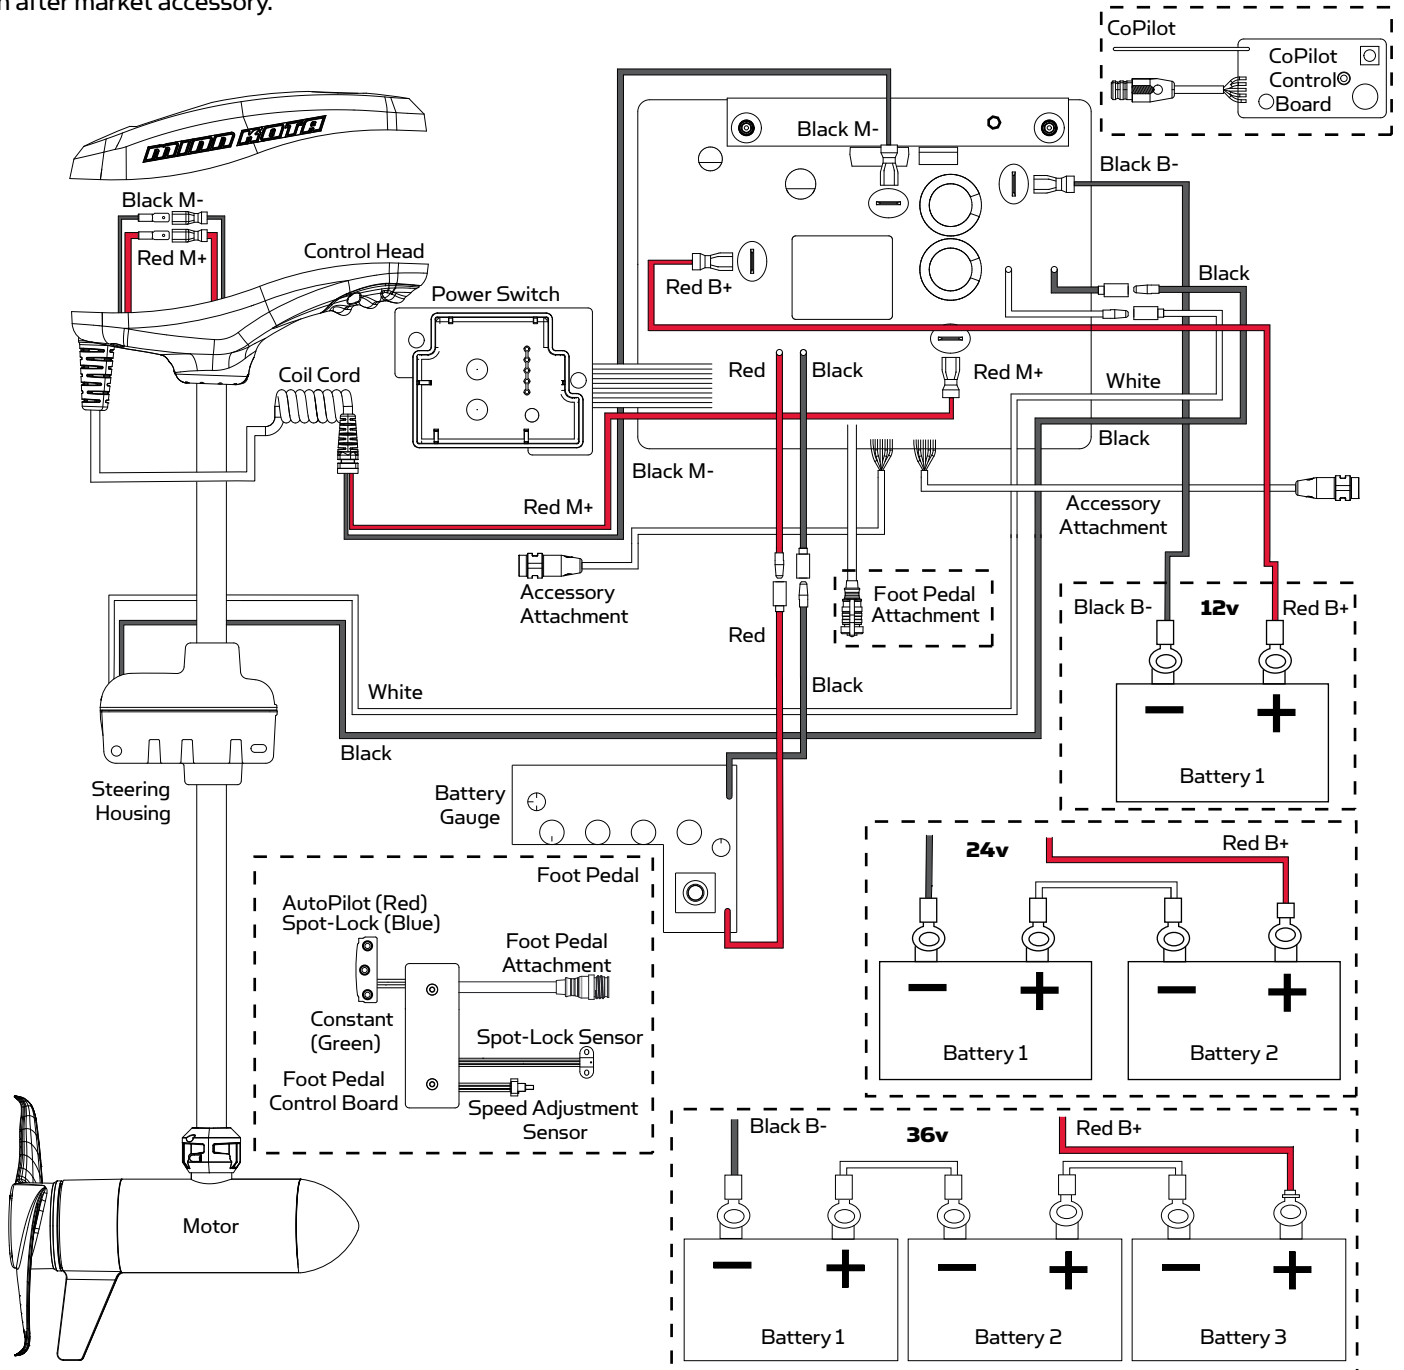 after market accessory.
CoPilot
CoPilot
Control
Board
MINN KOTA
Black M-
Red M+
Control Head
Power Switch
Coil Cord
Black M-
Black B-
Red B+
Black
Red
Black
Red M+
White
Black
Black M-
Red M+
Accessory
Attachment
Accessory
Attachment
Foot Pedal
Attachment
Red
Black
White
Black
Steering
Housing
Black B-
12v
Red B+
Battery 1
Battery
Gauge
Foot Pedal
24v
Red B+
Battery 1
Battery 2
AutoPilot (Red)
Spot-Lock (Blue)
Foot Pedal
Attachment
Constant
(Green)
Spot-Lock Sensor
Foot Pedal
Control Board
Speed Adjustment
Sensor
Black B-
36v
Red B+
Battery 1
Battery 2
Battery 3
Motor